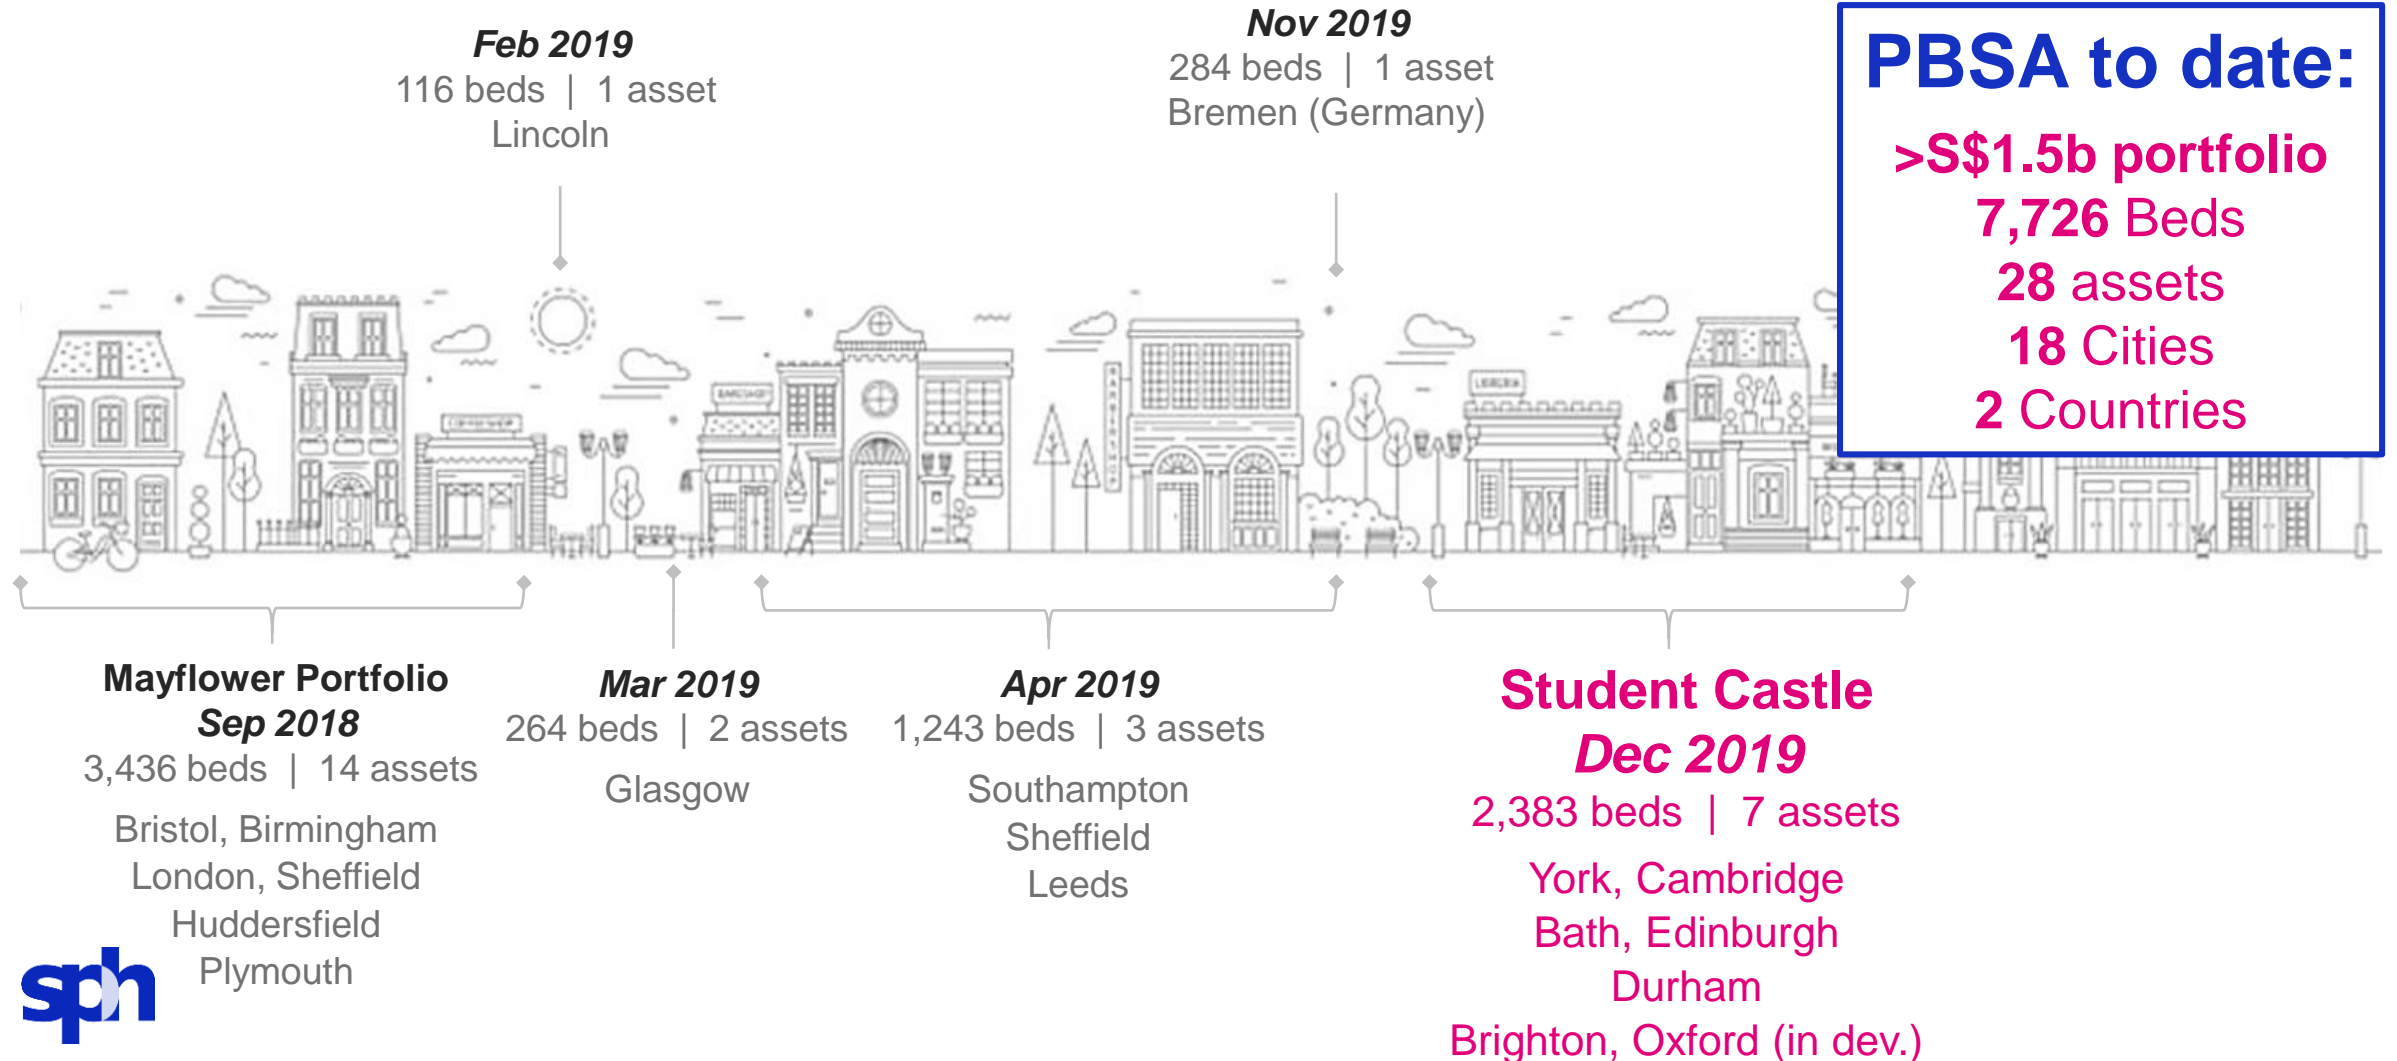 Feb 2019
116 beds | 1 asset
Lincoln
Nov 2019
284 beds | 1 asset
Bremen (Germany)
PBSA to date:
>S$1.5b portfolio
7,726 Beds
28 assets
18 Cities
2 Countries
Mayflower Portfolio
Sep 2018
3,436 beds | 14 assets
Bristol, Birmingham
London, Sheffield
Huddersfield
Plymouth
Mar 2019
264 beds | 2 assets
Glasgow
Apr 2019
1,243 beds | 3 assets
Southampton
Sheffield
Leeds
Student Castle
Dec 2019
2,383 beds | 7 assets
York, Cambridge
Bath, Edinburgh
Durham
Brighton, Oxford (in dev.)
sph